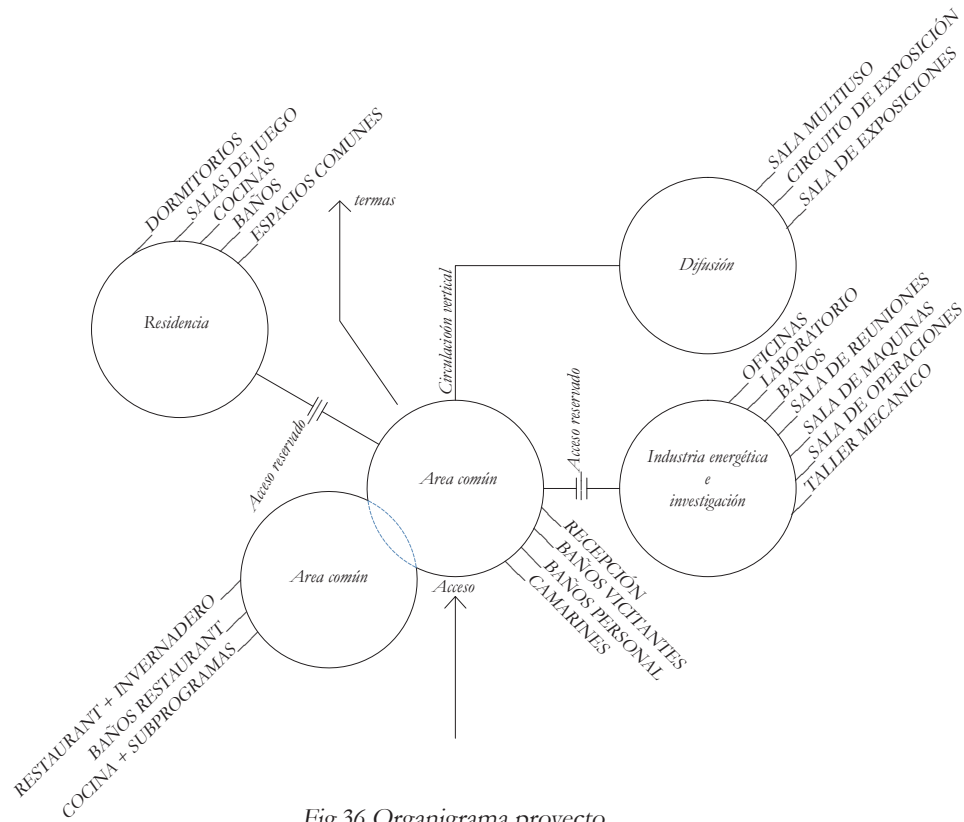 DORMITORIOS
SALAS DE JUEGO
COCINAS
BAÑOS
ESPACIOS COMUNES
Residencia
termas
SALA MULTIUSO
CIRCUITO DE EXPOSICIÓN
SALA DE EXPOSICIONES
Difusión
Circulacioón vertical
Acceso reservado
Acceso reservado
OFICINAS
LABORATORIO
BAÑOS
SALA DE REUNIONES
SALA DE MAQUINAS
SALA DE OPERACIONES
TALLER MECANICO
Industria energética
e
investigación
Area común
RECEPCIÓN
BAÑOS VICITANTES
BAÑOS PERSONAL
CAMARINES
Area común
Acceso
RESTAURANT + INVERNADERO
BAÑOS RESTAURANT
COCINA + SUBPROGRAMAS
Fig 36 Organigrama proyecto